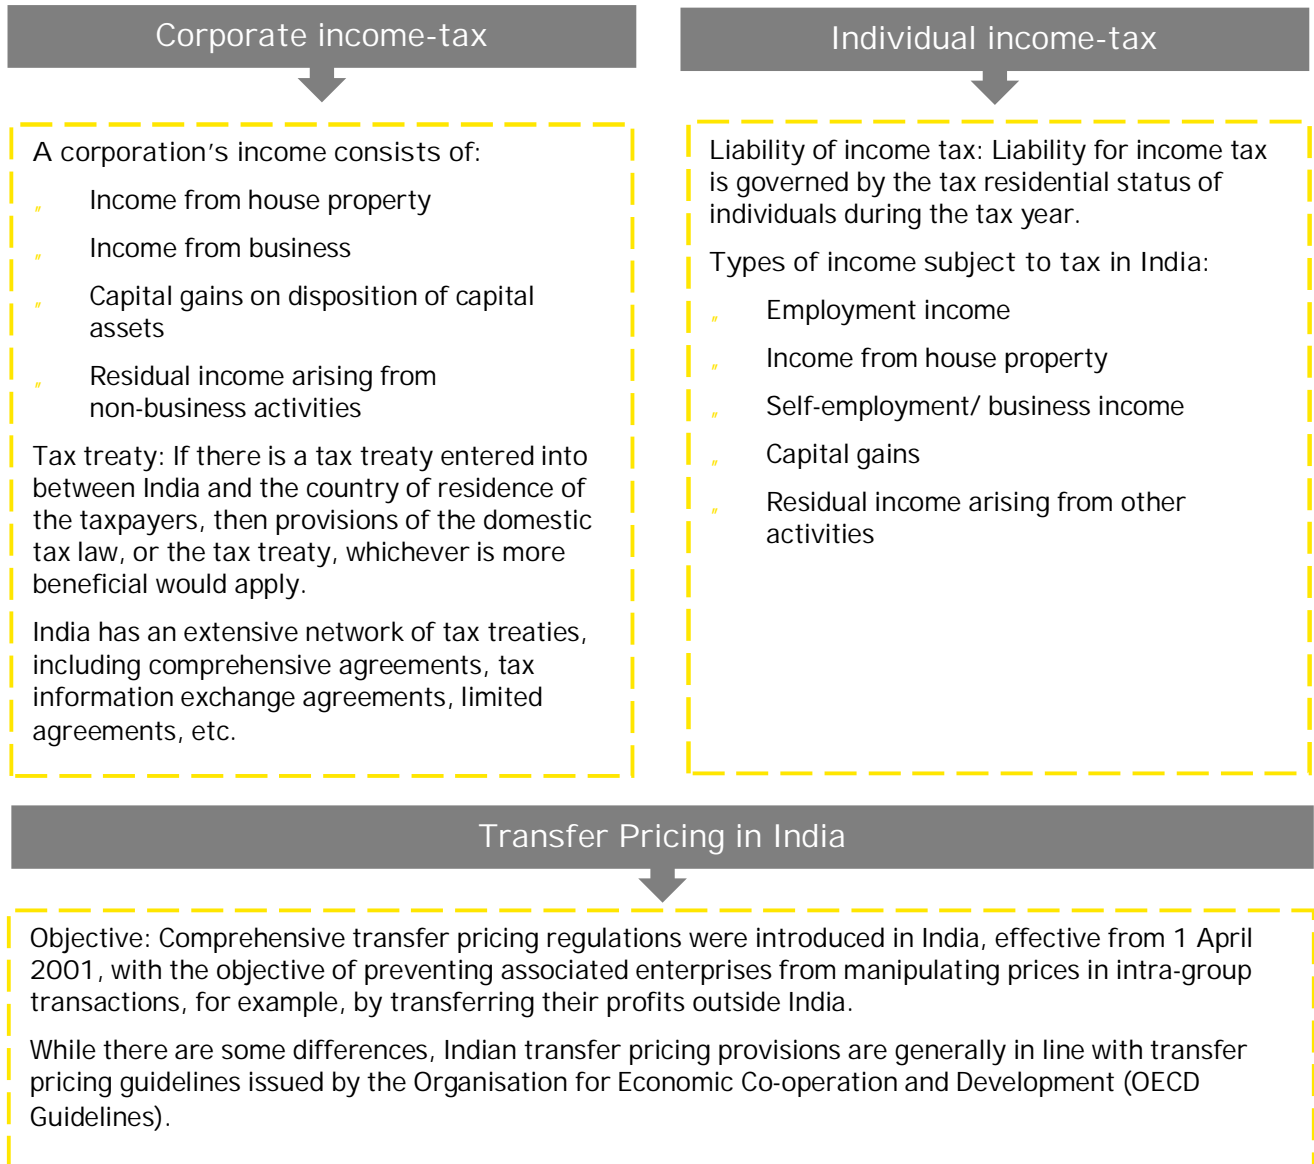 Corporate income-tax
A corporation's income consists of:
„ Income from house property
„ Income from business
„ Capital gains on disposition of capital
assets
„ Residual income arising from
non-business activities
Tax treaty: If there is a tax treaty entered into
between India and the country of residence of
the taxpayers, then provisions of the domestic
tax law, or the tax treaty, whichever is more
beneficial would apply.
India has an extensive network of tax treaties,
including comprehensive agreements, tax
information exchange agreements, limited
agreements, etc.
Individual income-tax
Liability of income tax: Liability for income tax
is governed by the tax residential status of
individuals during the tax year.
Types of income subject to tax in India:
„ Employment income
„ Income from house property
„ Self-employment/ business income
„ Capital gains
„ Residual income arising from other
activities
Transfer Pricing in India
Objective: Comprehensive transfer pricing regulations were introduced in India, effective from 1 April
2001, with the objective of preventing associated enterprises from manipulating prices in intra-group
transactions, for example, by transferring their profits outside India.
While there are some differences, Indian transfer pricing provisions are generally in line with transfer
pricing guidelines issued by the Organisation for Economic Co-operation and Development (OECD
Guidelines).